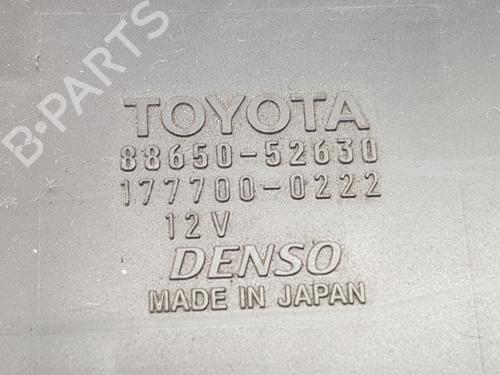 B-PARTS
TOYOTA
88650-52630
177700-0222
12V
DENSO
MADE IN JAPAN